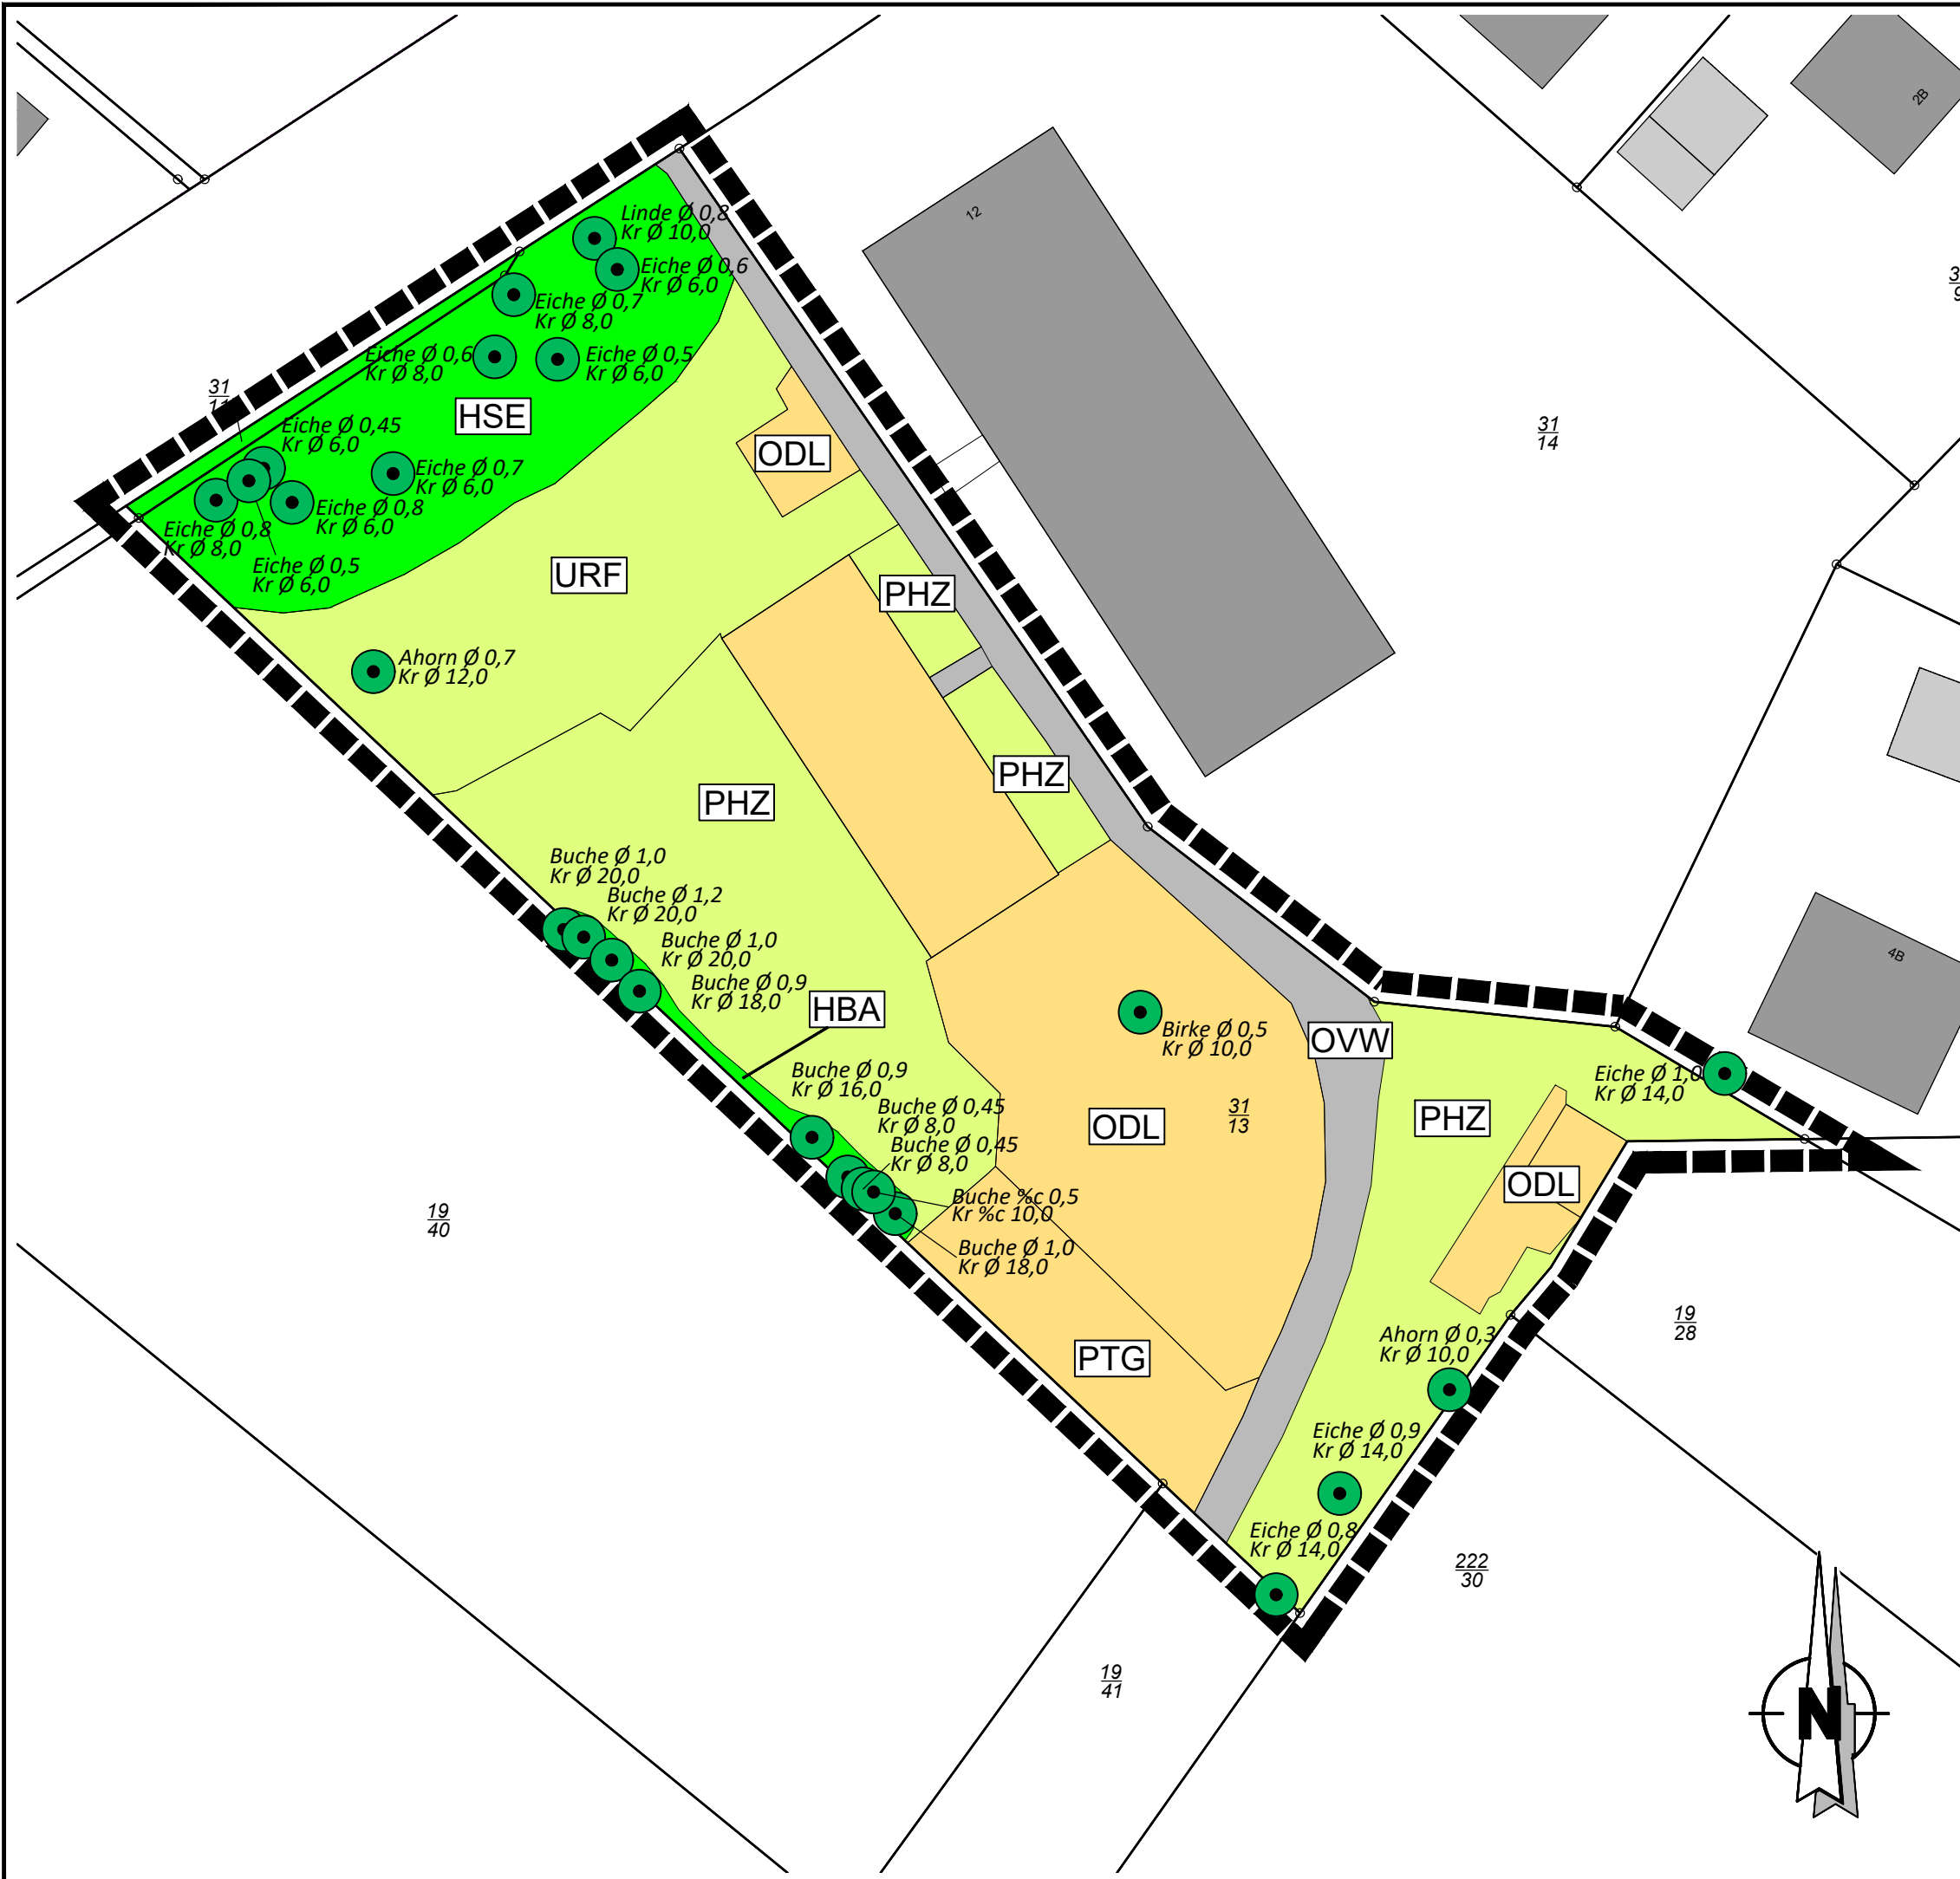 2B
12
Linde Ø 0,8
Kr Ø 10,0
Eiche Ø 0,6
Kr Ø 6,0
Eiche Ø 0,7
Kr Ø 8,0
Eiche Ø 0,6
Kr Ø 8,0
Eiche Ø 0,5
Kr Ø 6,0
31
HSE
31
14
Eiche Ø 0,45
Kr Ø 6,0
ODL
Eiche Ø 0,7
Kr Ø 6,0
Eiche Ø 0,8
Kr Ø 6,0
Eiche Ø 0,8
Kr Ø 8,0
Eiche Ø 0,5
Kr Ø 6,0
URF
PHZ
Ahorn Ø 0,7
Kr Ø 12,0
PHZ
PHZ
Buche Ø 1,0
Kr Ø 20,0
Buche Ø 1,2
Kr Ø 20,0
Buche Ø 1,0
Kr Ø 20,0
4B
Buche Ø 0,9
Kr Ø 18,0
HBA
Birke Ø 0,5
Kr Ø 10,0
OVW
Buche Ø 0,9
Kr Ø 16,0
Eiche Ø 1,0
Kr Ø 14,0
Buche Ø 0,45
Kr Ø 8,0
ODL
31
13
PHZ
Buche Ø 0,45
Kr Ø 8,0
ODL
Buche %c 0,5
Kr %c 10,0
19
40
Buche Ø 1,0
Kr Ø 18,0
19
28
Ahorn Ø 0,3
Kr Ø 10,0
PTG
Eiche Ø 0,9
Kr Ø 14,0
Eiche Ø 0,8
Kr Ø 14,0
222
30
19
41
N